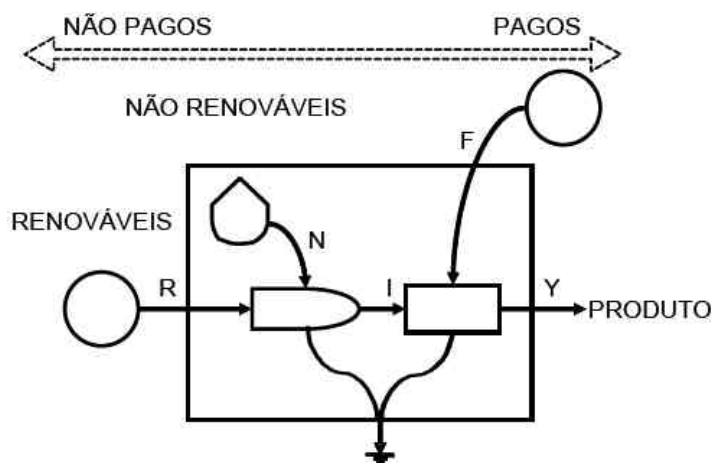 NÃO PAGOS PAGOS
NÃO RENOVÁVEIS
F
RENOVÁVEIS
N
R I Y
PRODUTO